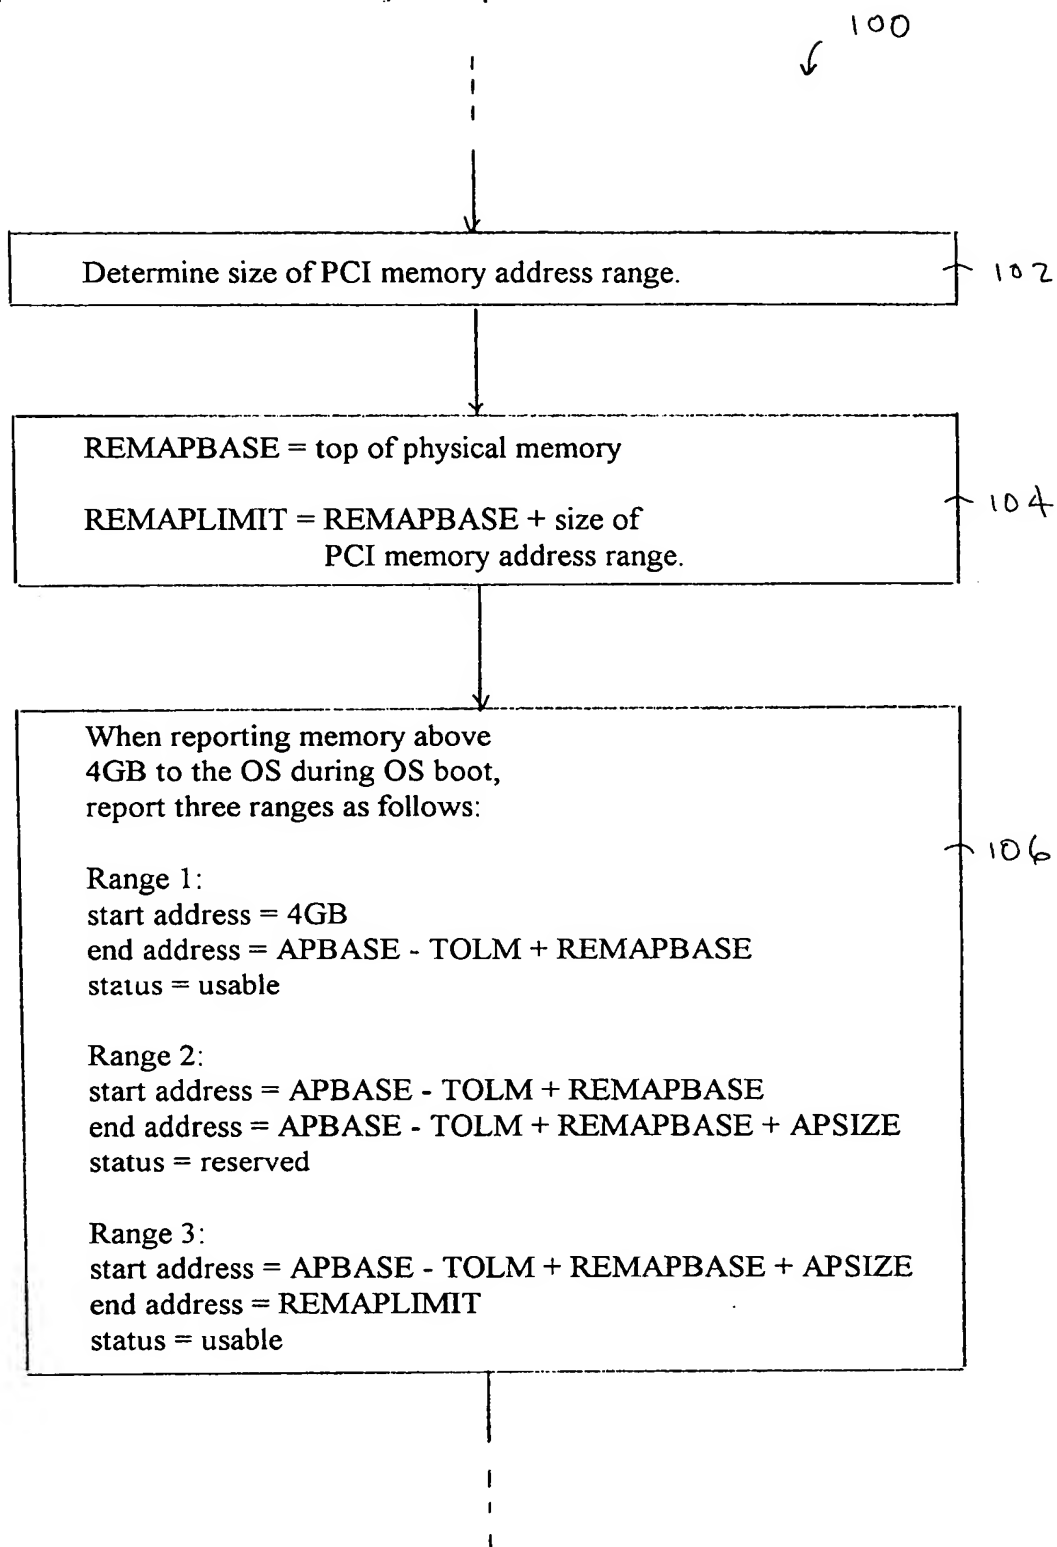 100
Determine size of PCI memory address range.
102
REMAPBASE = top of physical memory
REMAPLIMIT = REMAPBASE + size of
PCI memory address range.
104
When reporting memory above
4GB to the OS during OS boot,
report three ranges as follows:
106
Range 1:
start address = 4GB
end address = APBASE - TOLM + REMAPBASE
status = usable
Range 2:
start address = APBASE - TOLM + REMAPBASE
end address = APBASE - TOLM + REMAPBASE + APSIZE
status = reserved
Range 3:
start address = APBASE - TOLM + REMAPBASE + APSIZE
end address = REMAPLIMIT
status = usable